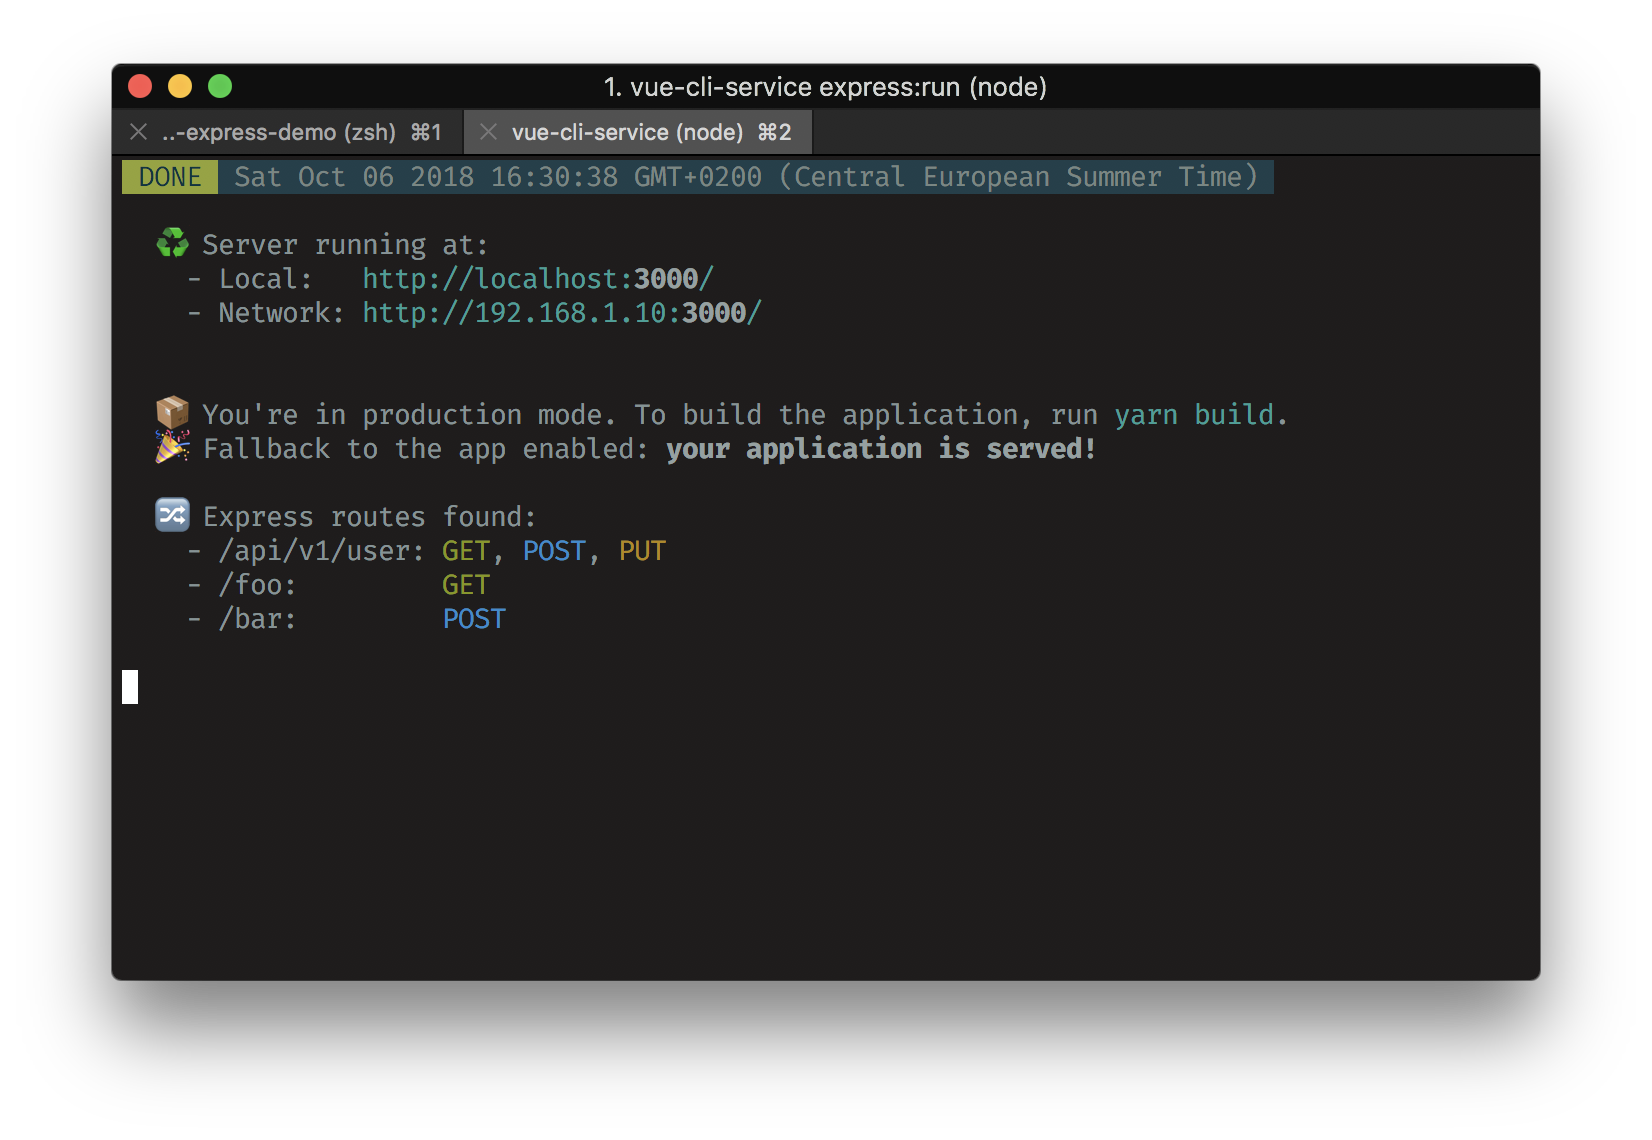 1. vue-cli-service express:run (node)
..-express-demo (zsh) ⌘1 vue-cli-service (node) ⌘2
DONE Sat Oct 06 2018 16:30:38 GMT+0200 (Central European Summer Time)
♻️ Server running at:
- Local: http://localhost:3000/
- Network: http://192.168.1.10:3000/
📦 You're in production mode. To build the application, run yarn build.
🎉 Fallback to the app enabled: your application is served!
🔀 Express routes found:
- /api/v1/user: GET, POST, PUT
- /foo: GET
- /bar: POST